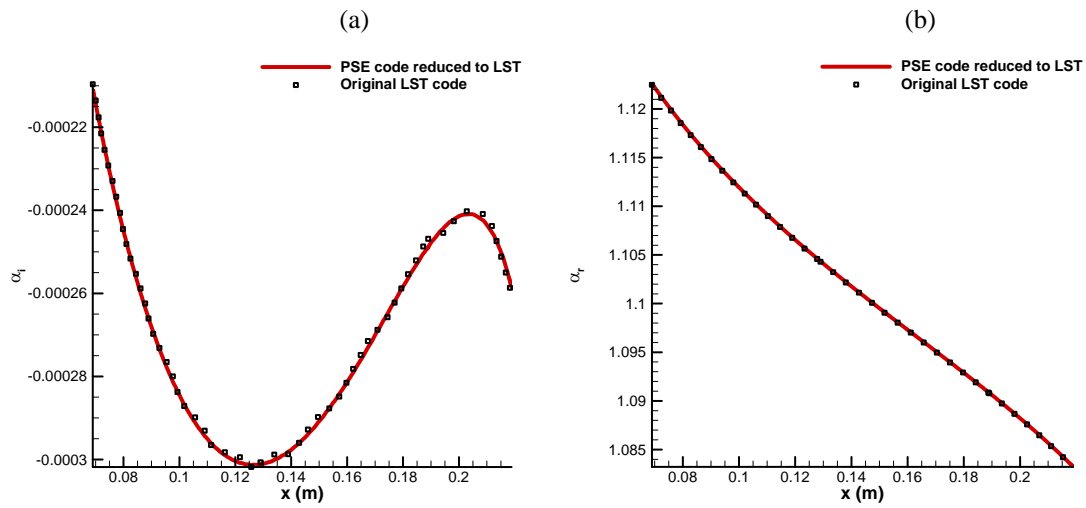 (a)
PSE code reduced to LST
Original LST code
αi
-0.00022
-0.00024
-0.00026
-0.00028
-0.0003
0.08
0.1
0.12
0.14
0.16
0.18
0.2
x (m)
(b)
PSE code reduced to LST
Original LST code
αr
1.12
1.115
1.11
1.105
1.1
1.095
1.09
1.085
0.08
0.1
0.12
0.14
0.16
0.18
0.2
x (m)